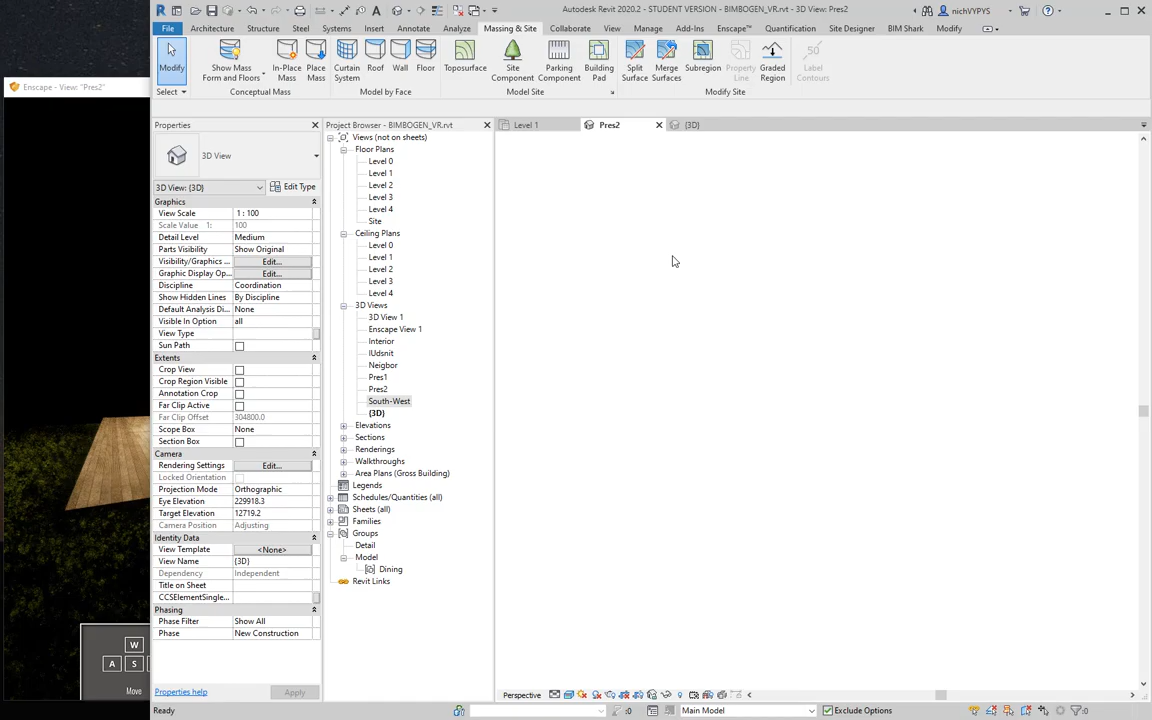 Autodesk Revit 2020.2 - STUDENT VERSION - BIMBOGEN_VR.rvt - 3D View: Pres2
nichVYPYS
File Architecture Structure Steel Systems Insert Annotate Analyze Massing & Site Collaborate View Manage Add-Ins Enscape™ Quantification Site Designer BIM Shark Modify
Modify
Show Mass Form and Floors
In-Place Mass
Place Mass
Curtain System
Roof
Wall
Floor
Toposurface
Site Component
Parking Component
Building Pad
Split Surface
Merge Surfaces
Subregion
Property Line
Graded Region
50
Label Contours
Select
Conceptual Mass
Model by Face
Model Site
Modify Site
Enscape - View: "Pres2"
Properties
3D View
3D View: {3D}
Edit Type
Graphics
View Scale 1 : 100
Scale Value 1: 100
Detail Level Medium
Parts Visibility Show Original
Visibility/Graphics ... Edit...
Graphic Display Op... Edit...
Discipline Coordination
Show Hidden Lines By Discipline
Default Analysis Di... None
Visible In Option all
View Type
Sun Path
Extents
Crop View
Crop Region Visible
Annotation Crop
Far Clip Active
Far Clip Offset 304800.0
Scope Box None
Section Box
Camera
Rendering Settings Edit...
Locked Orientation
Projection Mode Orthographic
Eye Elevation 229918.3
Target Elevation 12719.2
Camera Position Adjusting
Identity Data
View Template <None>
View Name {3D}
Dependency Independent
Title on Sheet
CCSElementSingle...
Phasing
Phase Filter Show All
Phase New Construction
Properties help
Apply
Project Browser - BIMBOGEN_VR.rvt
Views (not on sheets)
Floor Plans
Level 0
Level 1
Level 2
Level 3
Level 4
Site
Ceiling Plans
Level 0
Level 1
Level 2
Level 3
Level 4
3D Views
3D View 1
Enscape View 1
Interior
IUdsnit
Neigbor
Pres1
Pres2
South-West
{3D}
Elevations
Sections
Renderings
Walkthroughs
Area Plans (Gross Building)
Legends
Schedules/Quantities (all)
Sheets (all)
Families
Groups
Detail
Model
Dining
Revit Links
Level 1
Pres2
{3D}
W
A S
Move
Perspective
Ready
:0
Main Model
Exclude Options
:0